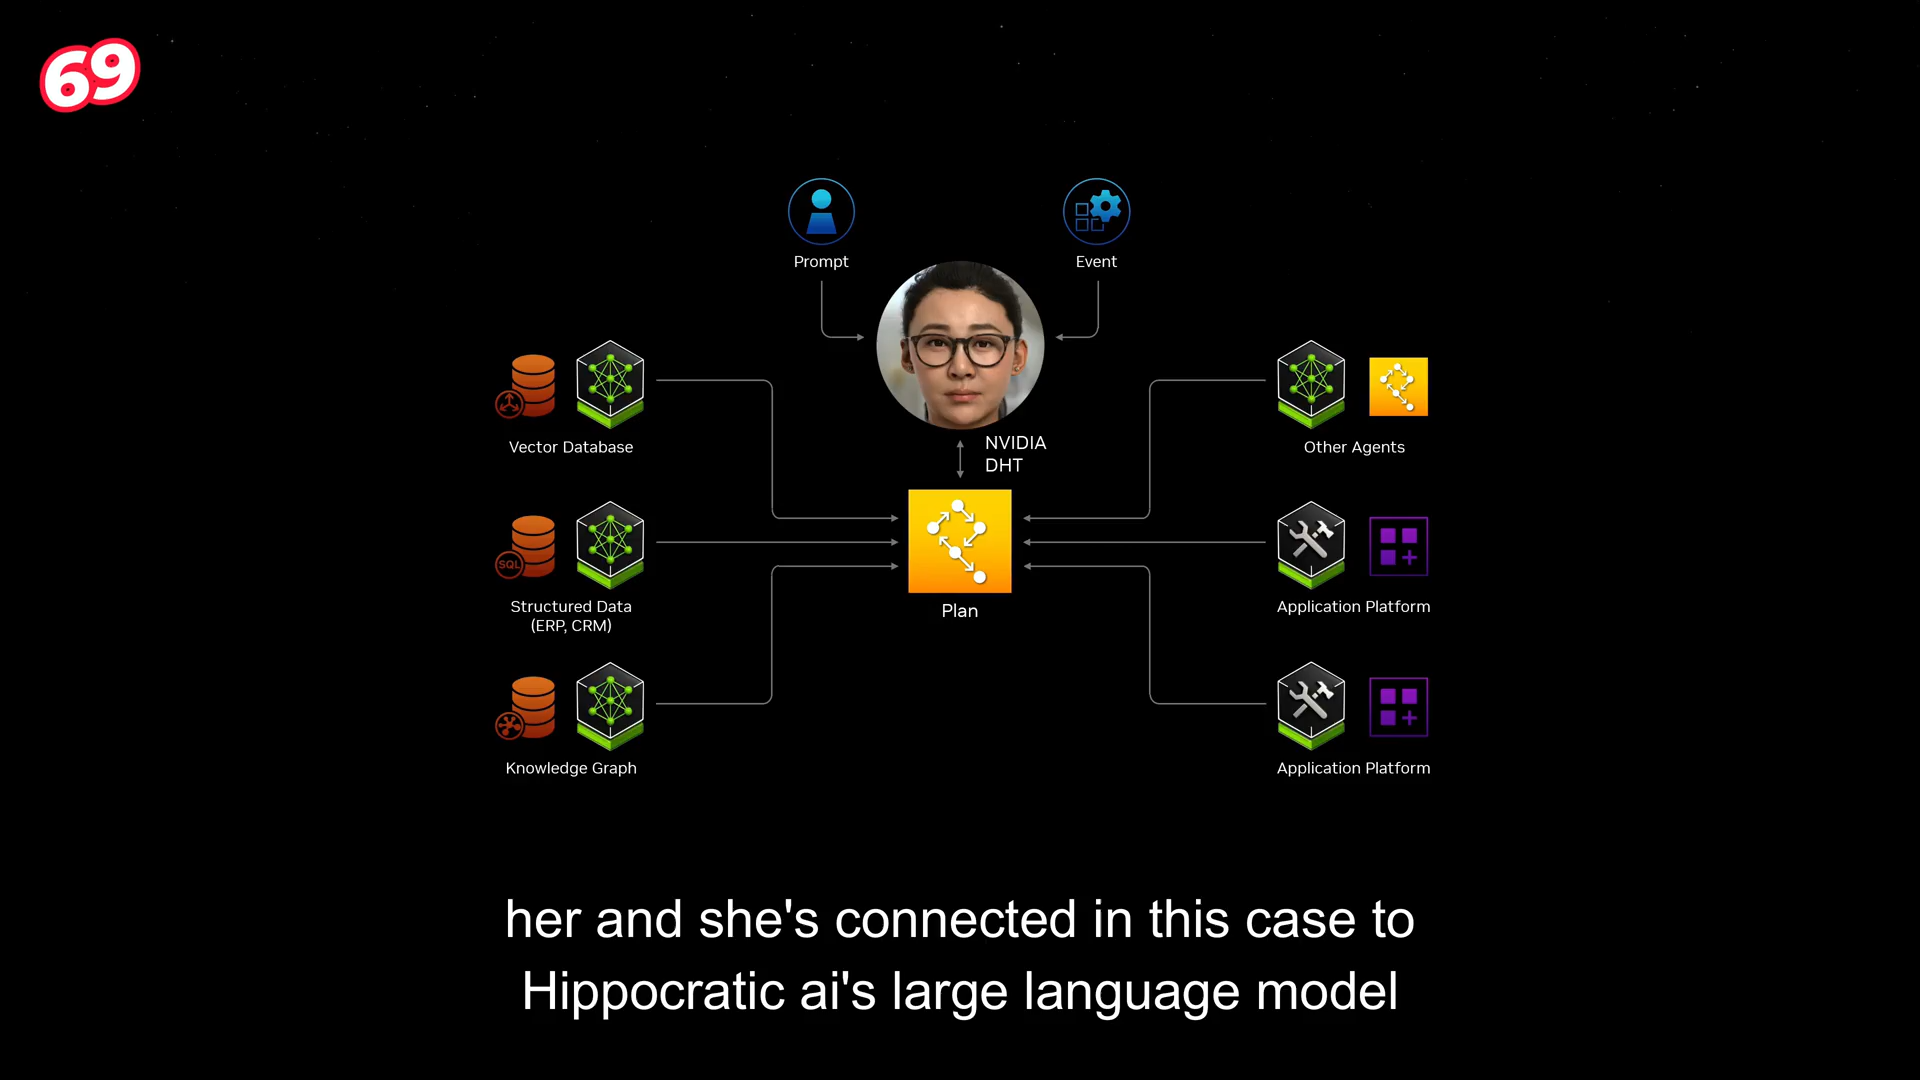 69
Prompt
Event
NVIDIA
DHT
Vector Database
Other Agents
SQL
Structured Data
(ERP, CRM)
Plan
Application Platform
Knowledge Graph
Application Platform
her and she's connected in this case to
Hippocratic ai's large language model